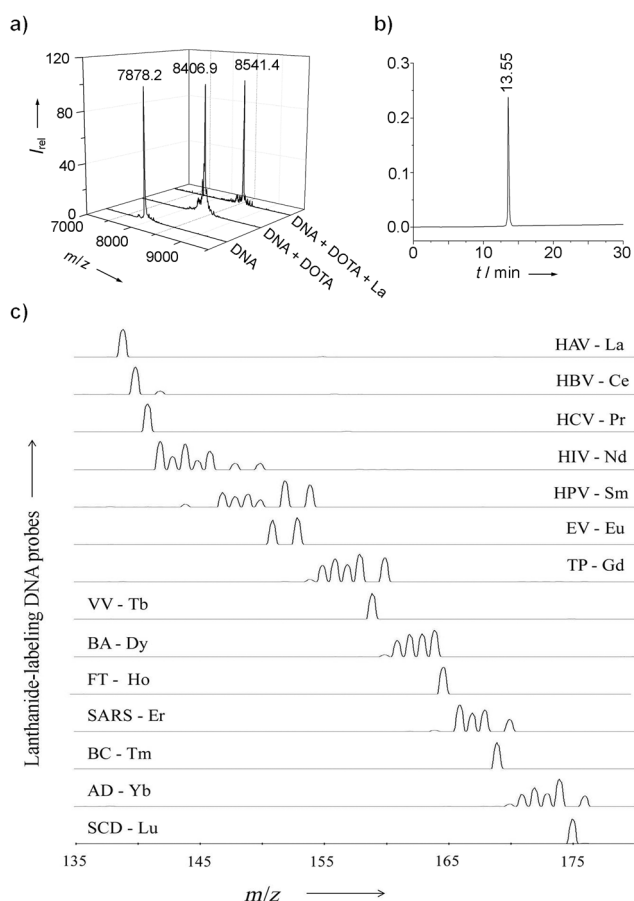 a)
120
80
40
0
I rel
7878.2
8406.9
8541.4
7000
8000
9000
m/z
DNA
DNA + DOTA
DNA + DOTA + La
b)
0.3
0.2
0.1
0.0
13.55
0
10
30
t / min
c)
HAV - La
HBV - Ce
HCV - Pr
HIV - Nd
HPV - Sm
EV - Eu
TP - Gd
VV - Tb
BA - Dy
FT - Ho
SARS - Er
BC - Tm
AD - Yb
SCD - Lu
Lanthanide-labeling DNA probes
135 145 155 165 175
m/z